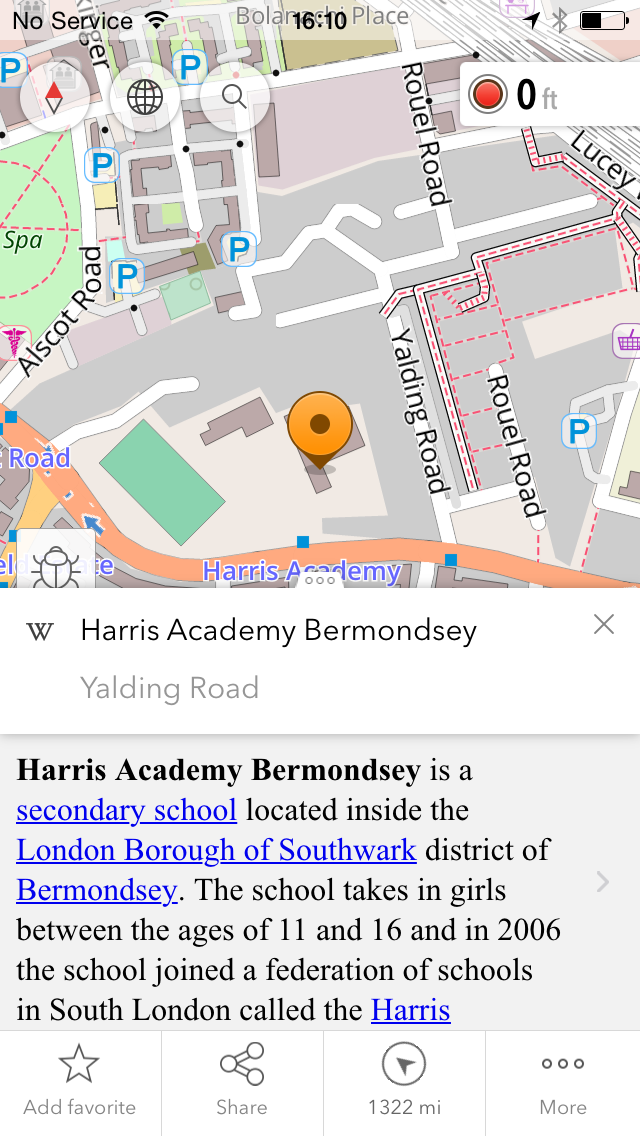 No Service 16:10
Bolanachi Place
P
P
0 ft
Rouel Road
Lucey
P
Spa
P
P
Alscot Road
Yalding Road
Rouel Road
P
Road
Harris Academy
W Harris Academy Bermondsey
Yalding Road
Harris Academy Bermondsey is a
secondary school located inside the
London Borough of Southwark district of
Bermondsey. The school takes in girls
between the ages of 11 and 16 and in 2006
the school joined a federation of schools
in South London called the Harris
Add favorite
Share
1322 mi
More